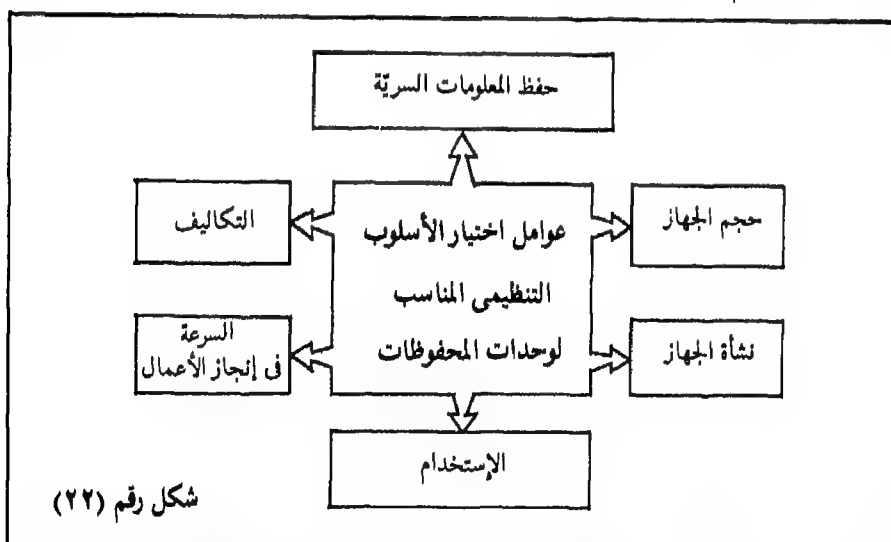 حفظ المعلومات السريّة
حجم الجهاز
عوامل اختيار الأسلوب
التنظيمى المناسب
لوحدات المحفوظات
التكاليف
نشأة الجهاز
السرعة
فى إنجاز الأعمال
الإستخدام
شكل رقم (٢٢)